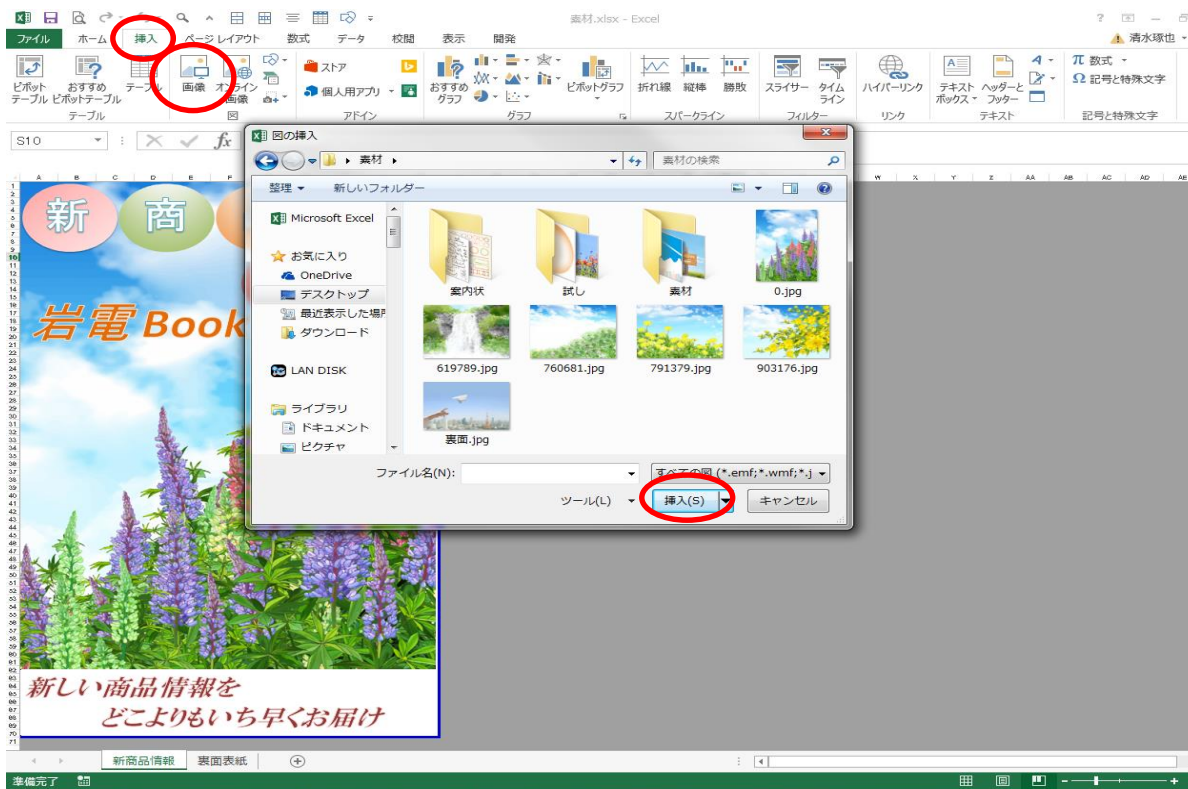 素材.xlsx - Excel
ファイル ホーム 挿入 ページレイアウト 数式 データ 校閲 表示 開発 清水琢也
ピボット
テーブル
おすすめ
ピボットテーブル
テーブル
画像
オンライン
画像
ストア
個人用アプリ
おすすめ
グラフ
ピボットグラフ
折れ線
縦棒
勝敗
スライサー
タイム
ライン
ハイパーリンク
テキスト
ボックス
ヘッダーと
フッター
数式
記号と特殊文字
テーブル 図 アドイン グラフ スパークライン フィルター リンク テキスト 記号と特殊文字
S10 fx
図の挿入
素材
素材の検索
整理 新しいフォルダー
Microsoft Excel
お気に入り
OneDrive
デスクトップ
最近表示した場所
ダウンロード
LAN DISK
ライブラリ
ドキュメント
ピクチャ
案内状 試し 素材 0.jpg
619789.jpg 760681.jpg 791379.jpg 903176.jpg
裏面.jpg
ファイル名(N): すべての図 (*.emf;*.wmf;*.j
ツール(L) 挿入(S) キャンセル
新 商
岩電 Book
新しい商品情報を
どこよりもいち早くお届け
新商品情報 裏面表紙
準備完了